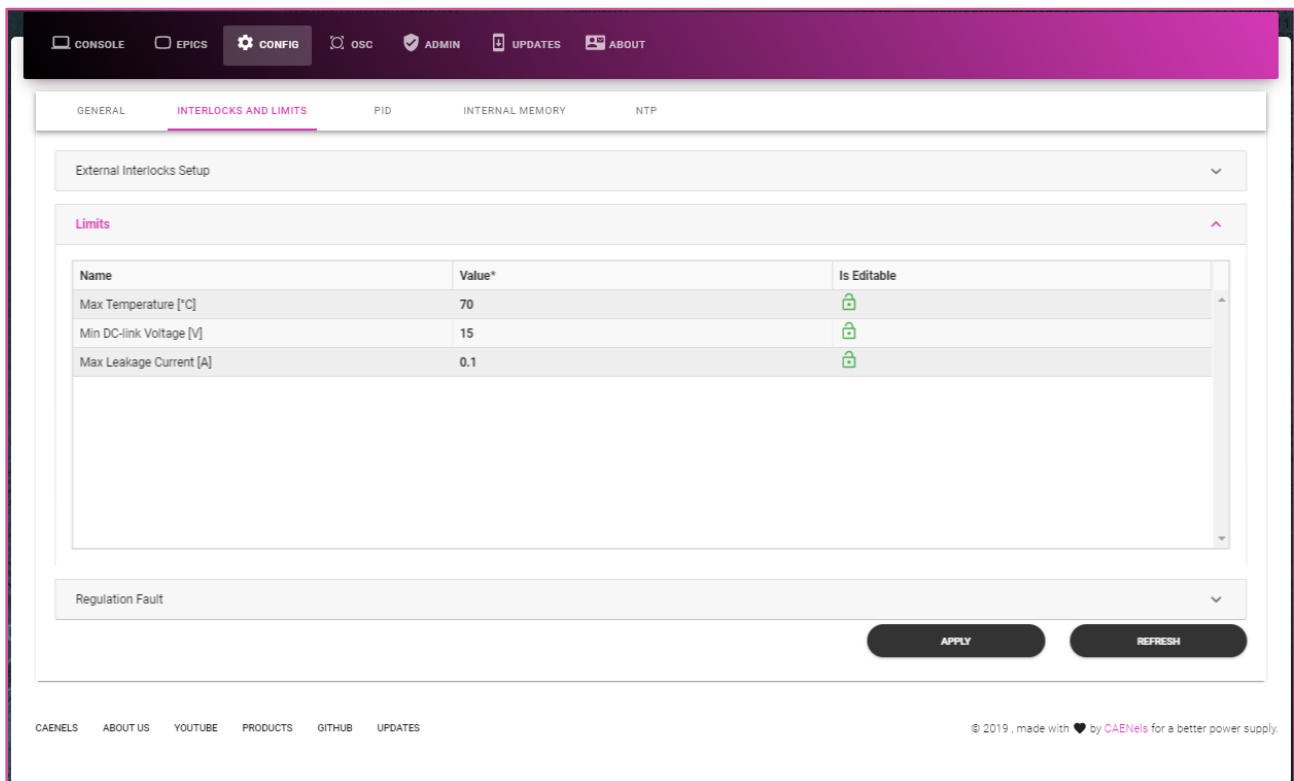 CONSOLE EPICS CONFIG OSC ADMIN UPDATES ABOUT
GENERAL INTERLOCKS AND LIMITS PID INTERNAL MEMORY NTP
External Interlocks Setup
Limits
Name Value* Is Editable
Max Temperature [°C] 70
Min DC-link Voltage [V] 15
Max Leakage Current [A] 0.1
Regulation Fault
APPLY REFRESH
CAENELS ABOUT US YOUTUBE PRODUCTS GITHUB UPDATES © 2019 , made with ♥ by CAENels for a better power supply.